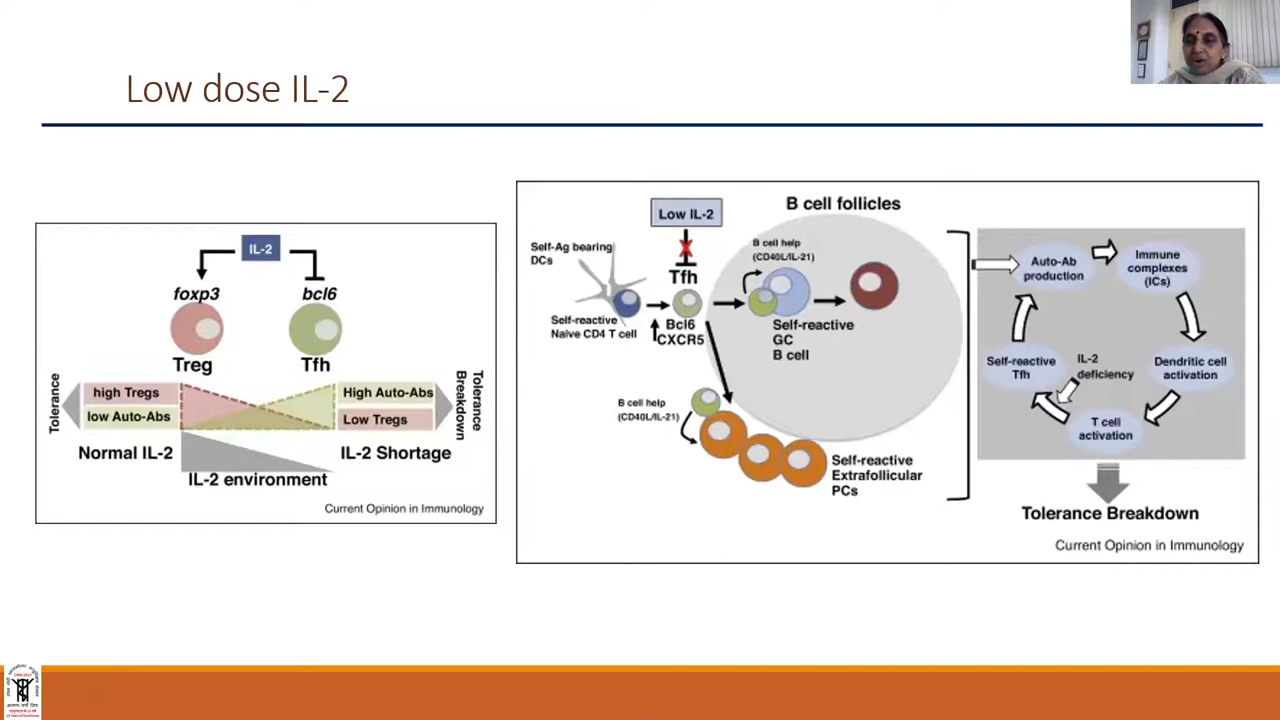 Low dose IL-2
IL-2
foxp3
bcl6
Treg
Tfh
Tolerance
high Tregs
low Auto-Abs
High Auto-Abs
Low Tregs
Tolerance
Breakdown
Normal IL-2
IL-2 Shortage
IL-2 environment
Current Opinion in Immunology
Low IL-2
B cell follicles
Self-Ag bearing
DCs
Tfh
B cell help
(CD40L/IL-21)
Self-reactive
Naive CD4 T cell
Bcl6
CXCR5
Self-reactive
GC
B cell
B cell help
(CD40L/IL-21)
Self-reactive
Extrafollicular
PCs
Auto-Ab
production
Immune
complexes
(ICs)
Self-reactive
Tfh
IL-2
deficiency
Dendritic cell
activation
T cell
activation
Tolerance Breakdown
Current Opinion in Immunology